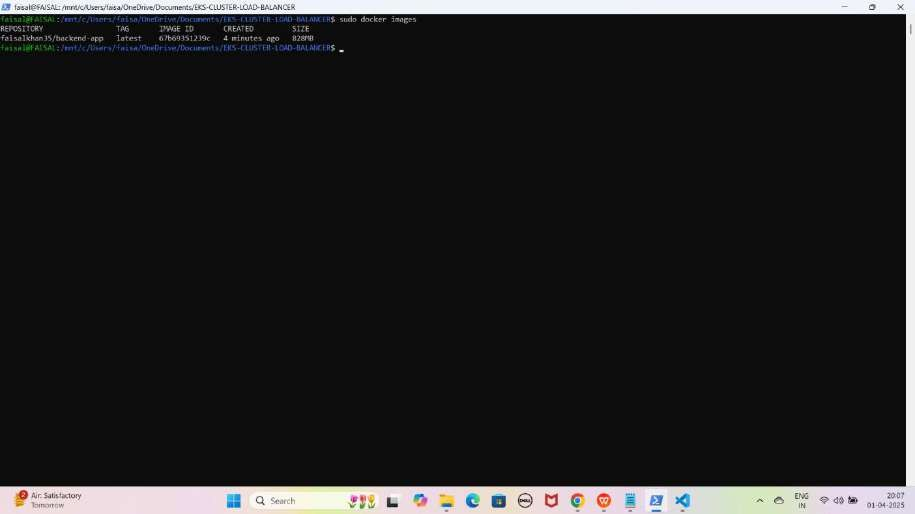 faisal@FAISAL: /mnt/c/Users/faisa/OneDrive/Documents/EKS-CLUSTER-LOAD-BALANCER
faisal@FAISAL:/mnt/c/Users/faisa/OneDrive/Documents/EKS-CLUSTER-LOAD-BALANCER$ sudo docker images
REPOSITORY TAG IMAGE ID CREATED SIZE
faisalkhan35/backend-app latest 67b69351239c 4 minutes ago 828MB
faisal@FAISAL:/mnt/c/Users/faisa/OneDrive/Documents/EKS-CLUSTER-LOAD-BALANCER$
2
Air: Satisfactory
Tomorrow
Search
DELL
ENG
IN
20:07
01-04-2025